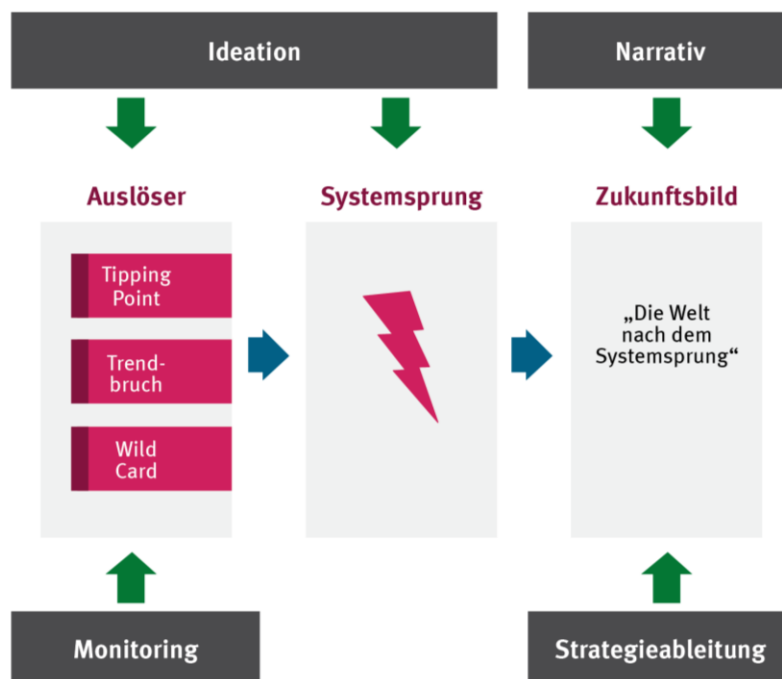 Ideation
Narrativ
Auslöser
Systemsprung
Zukunftsbild
Tipping
Point
Trend-
bruch
Wild
Card
„Die Welt
nach dem
Systemsprung“
Monitoring
Strategieableitung